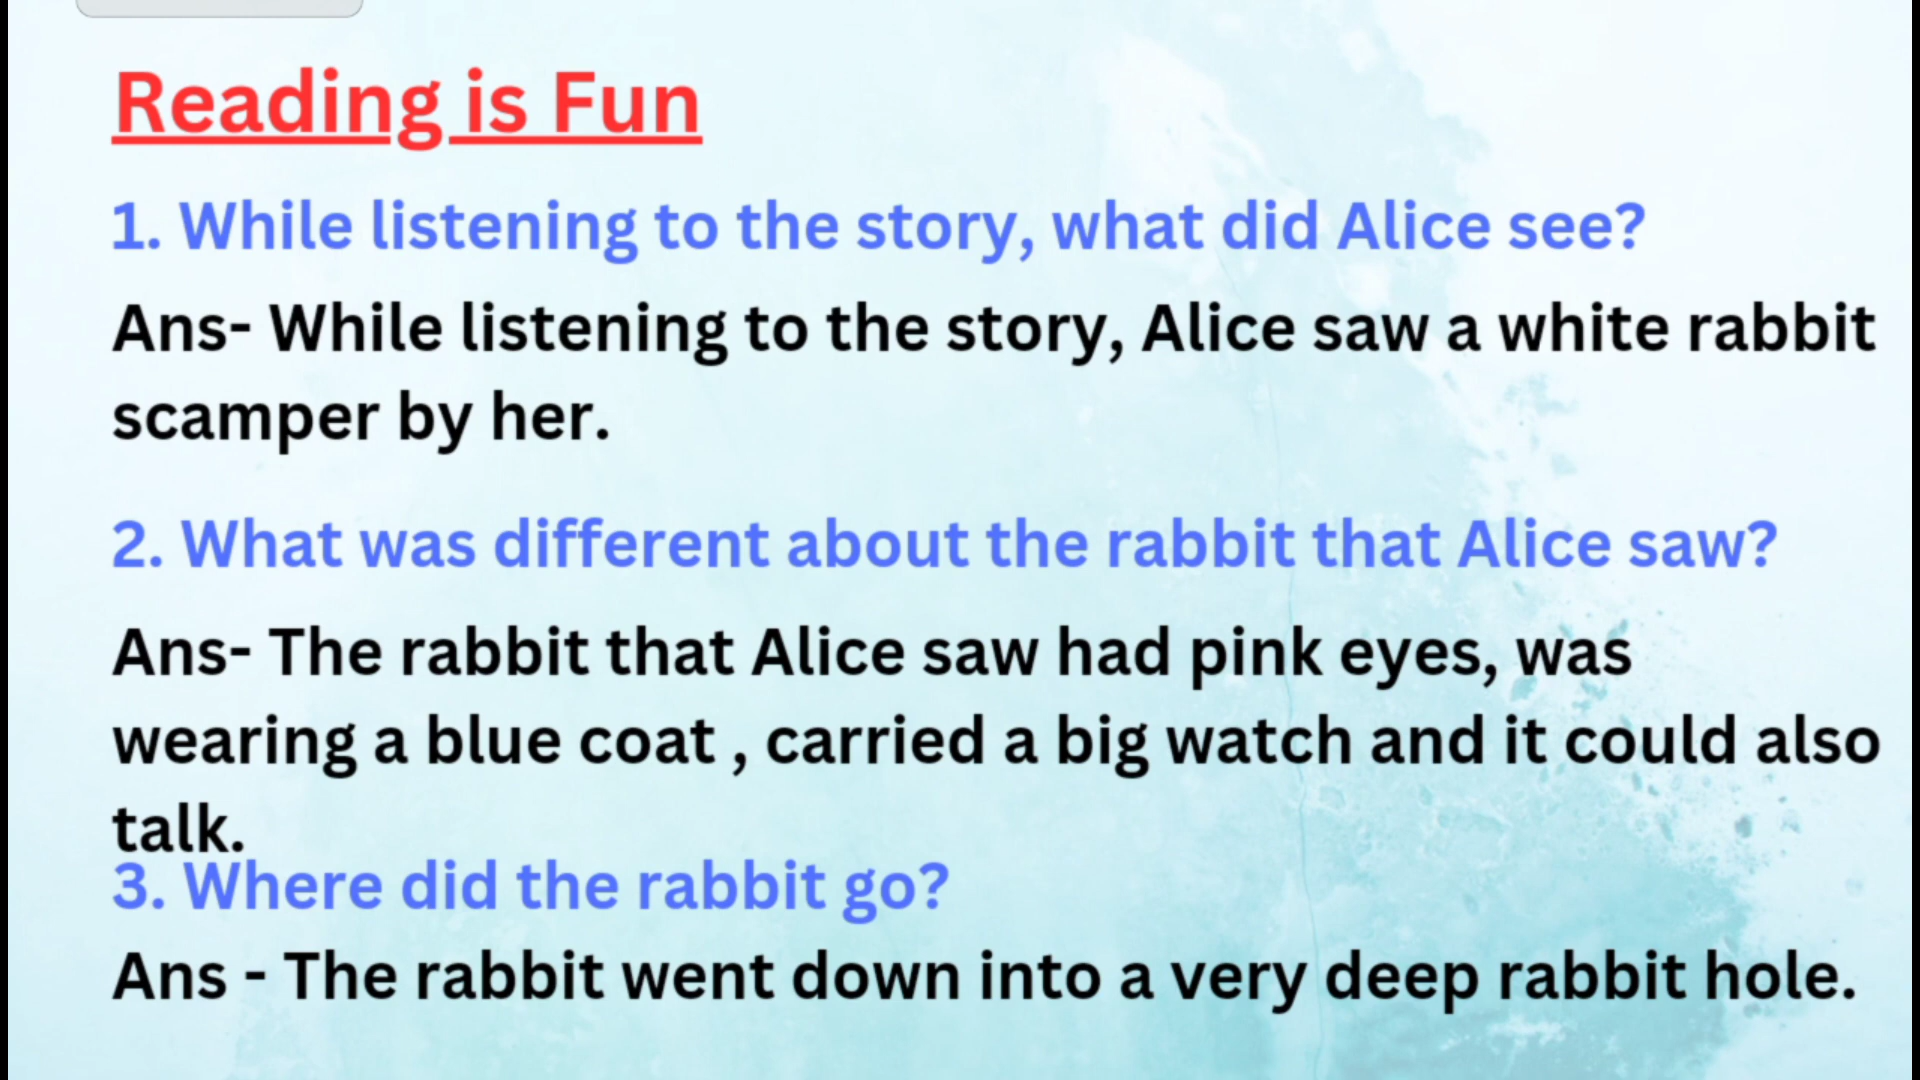 Reading is Fun
1. While listening to the story, what did Alice see?
Ans- While listening to the story, Alice saw a white rabbit
scamper by her.
2. What was different about the rabbit that Alice saw?
Ans- The rabbit that Alice saw had pink eyes, was
wearing a blue coat , carried a big watch and it could also
talk.
3. Where did the rabbit go?
Ans - The rabbit went down into a very deep rabbit hole.